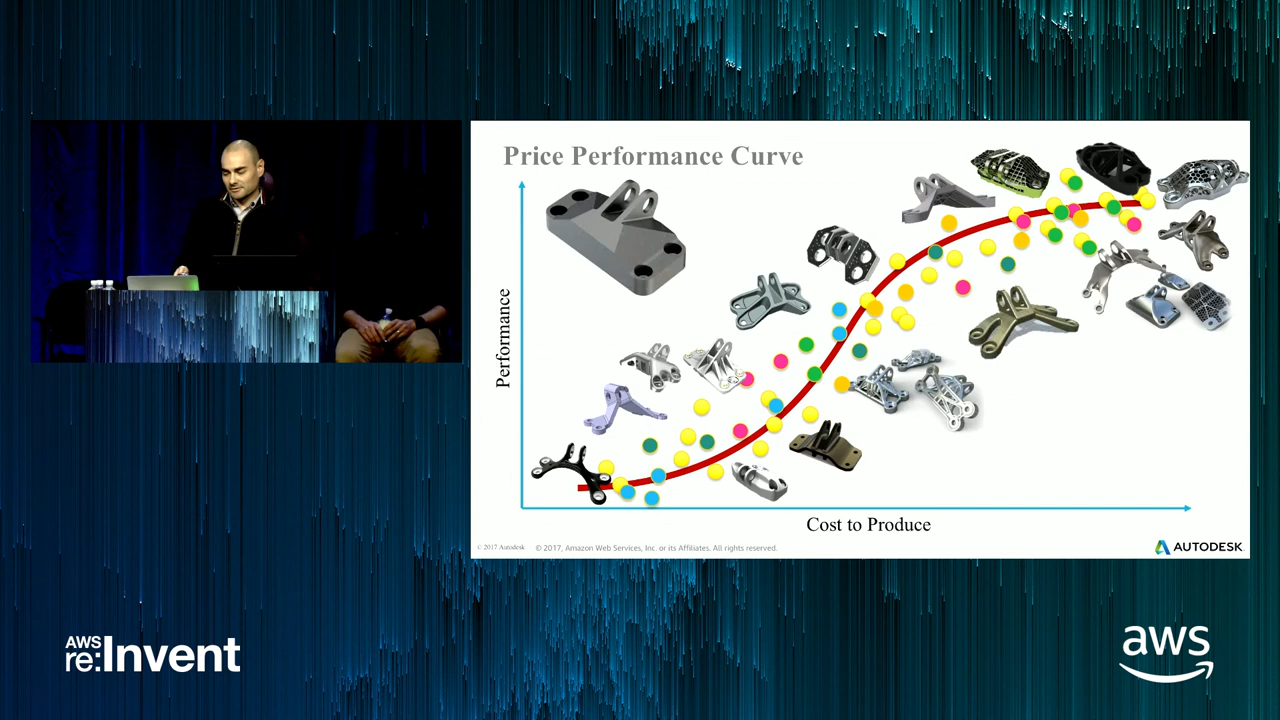 Price Performance Curve
Performance
Cost to Produce
© 2017 Autodesk
© 2017, Amazon Web Services, Inc. or its Affiliates. All rights reserved.
AUTODESK
AWS
re:Invent
aws